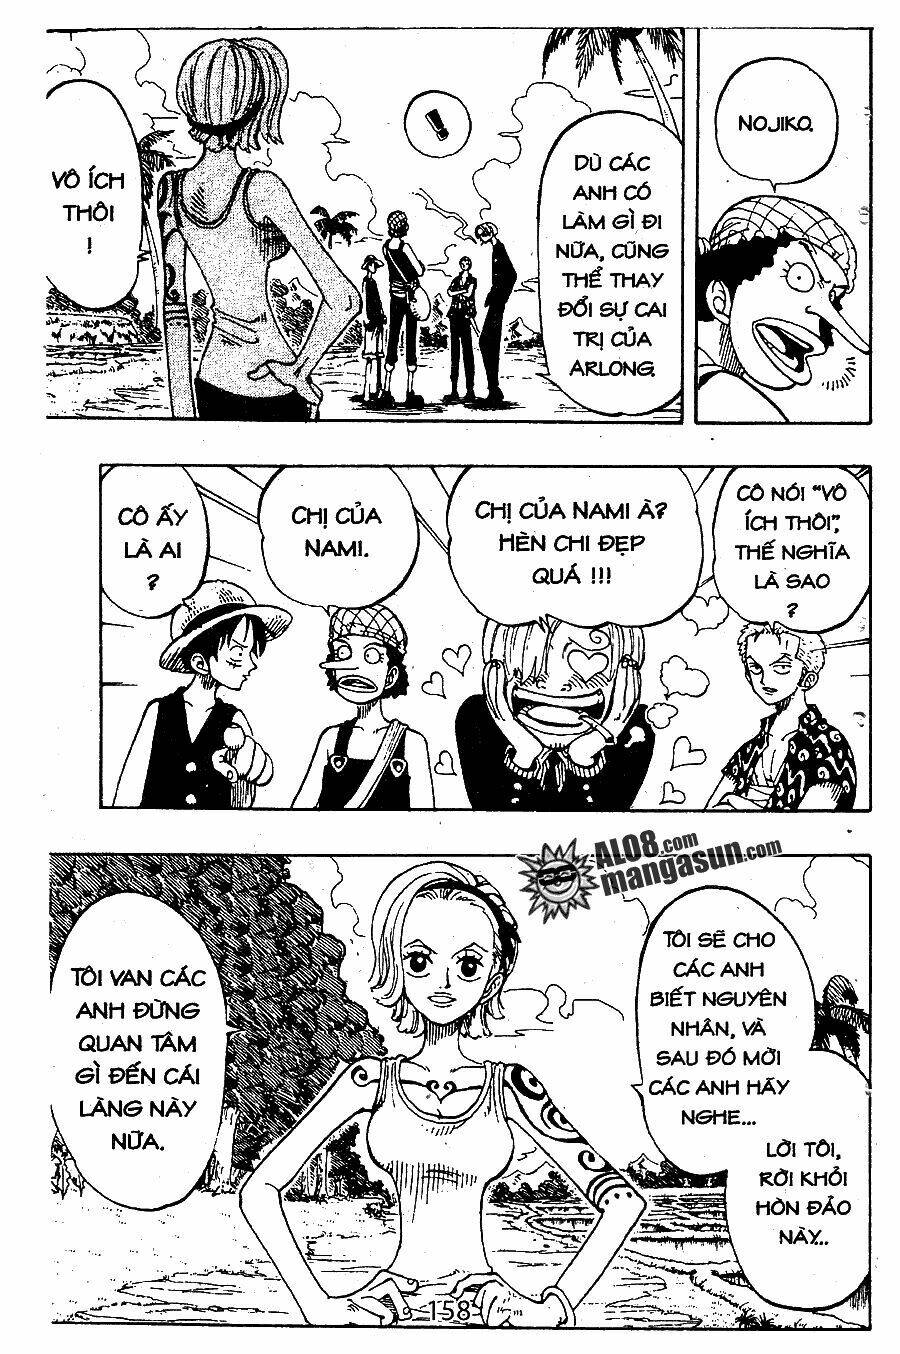 VÔ ÍCH
THÔI
!
!
DÙ CÁC
ANH CÓ
LÀM GÌ ĐI
NỮA, CŨNG
THỂ THAY
ĐỔI SỰ CAI
TRỊ CỦA
ARLONG.
NOJIKO.
CÔ ẤY
LÀ AI
?
CHỊ CỦA
NAMI.
CHỊ CỦA NAMI À?
HÈN CHI ĐẸP
QUÁ !!!
CÔ NÓI "VÔ
ÍCH THÔI",
THẾ NGHĨA
LÀ SAO
?
AL08.com
mangasun.com
TÔI VAN CÁC
ANH ĐỪNG
QUAN TÂM
GÌ ĐẾN CÁI
LÀNG NÀY
NỮA.
TÔI SẼ CHO
CÁC ANH
BIẾT NGUYÊN
NHÂN, VÀ
SAU ĐÓ MỜI
CÁC ANH HÃY
NGHE...
LỜI TÔI,
RỜI KHỎI
HÒN ĐẢO
NÀY..
158